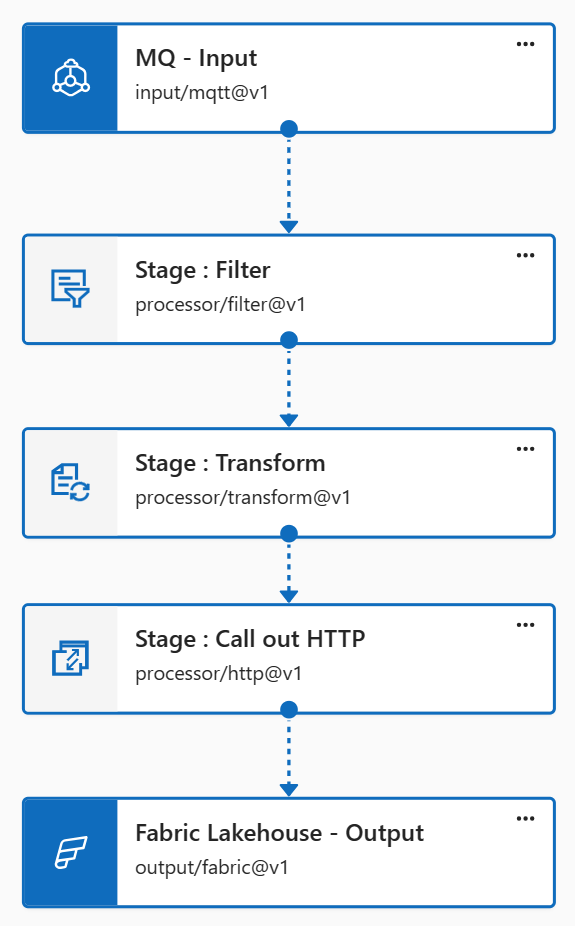 MQ - Input
input/mqtt@v1
Stage : Filter
processor/filter@v1
Stage : Transform
processor/transform@v1
Stage : Call out HTTP
processor/http@v1
Fabric Lakehouse - Output
output/fabric@v1